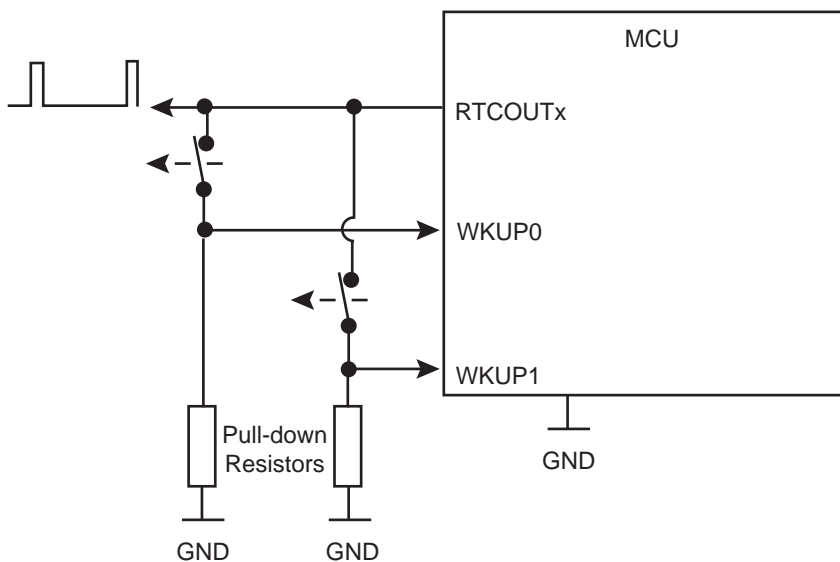 MCU
RTCOUTx
WKUP0
WKUP1
Pull-down
Resistors
GND
GND
GND